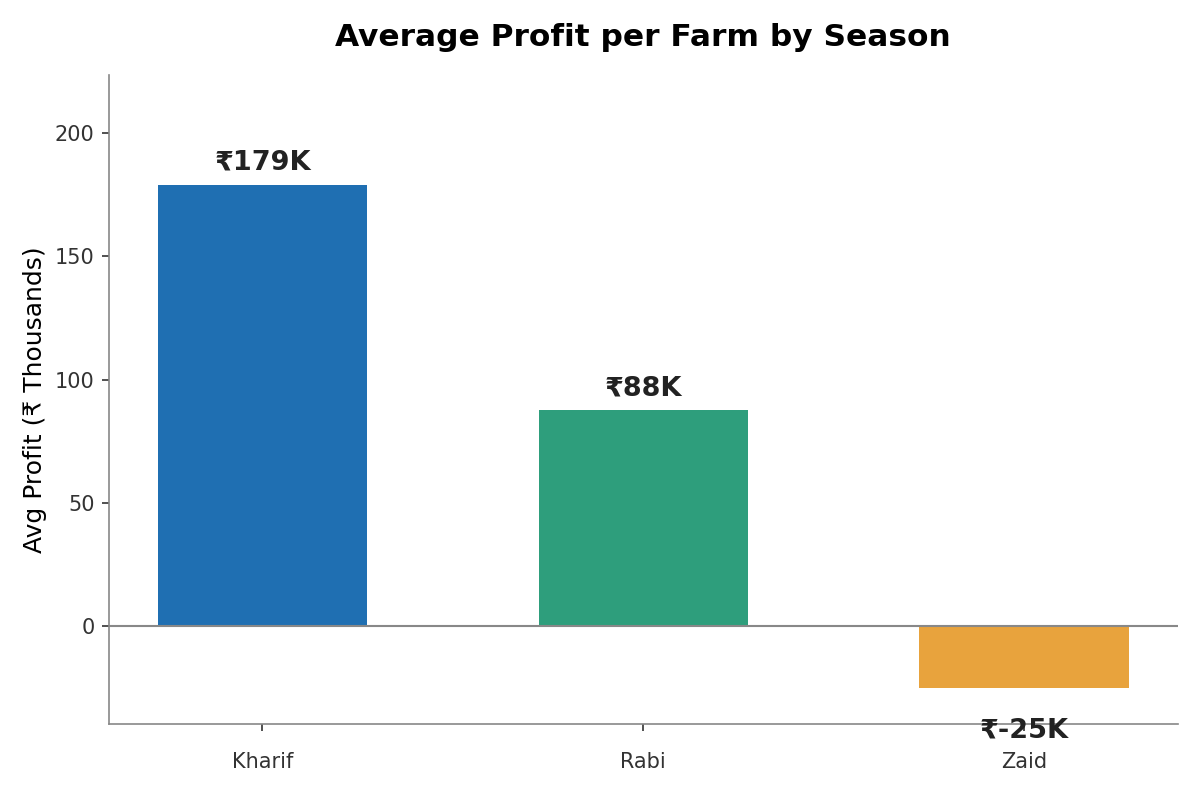 Average Profit per Farm by Season
Avg Profit (₹ Thousands)
200
150
100
50
0
₹179K
₹88K
₹-25K
Kharif
Rabi
Zaid